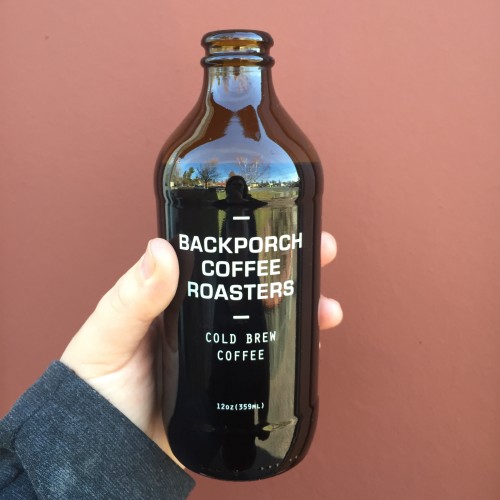 BACKPORCH
COFFEE
ROASTERS
COLD BREW
COFFEE
12oz(359ML)